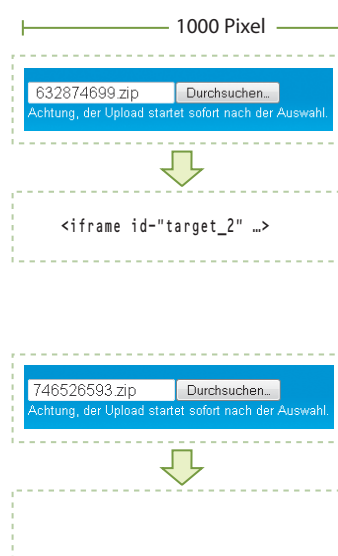 1000 Pixel
632874699.zip Durchsuchen...
Achtung, der Upload startet sofort nach der Auswahl.
<iframe id="target_2" …>
746526593.zip Durchsuchen...
Achtung, der Upload startet sofort nach der Auswahl.